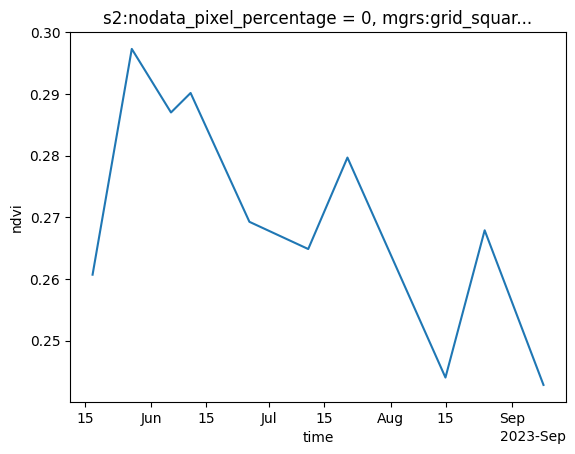 s2:nodata_pixel_percentage = 0, mgrs:grid_squar...
0.30
0.29
0.28
0.27
0.26
0.25
ndvi
15
Jun
15
Jul
15
Aug
15
Sep
time
2023-Sep